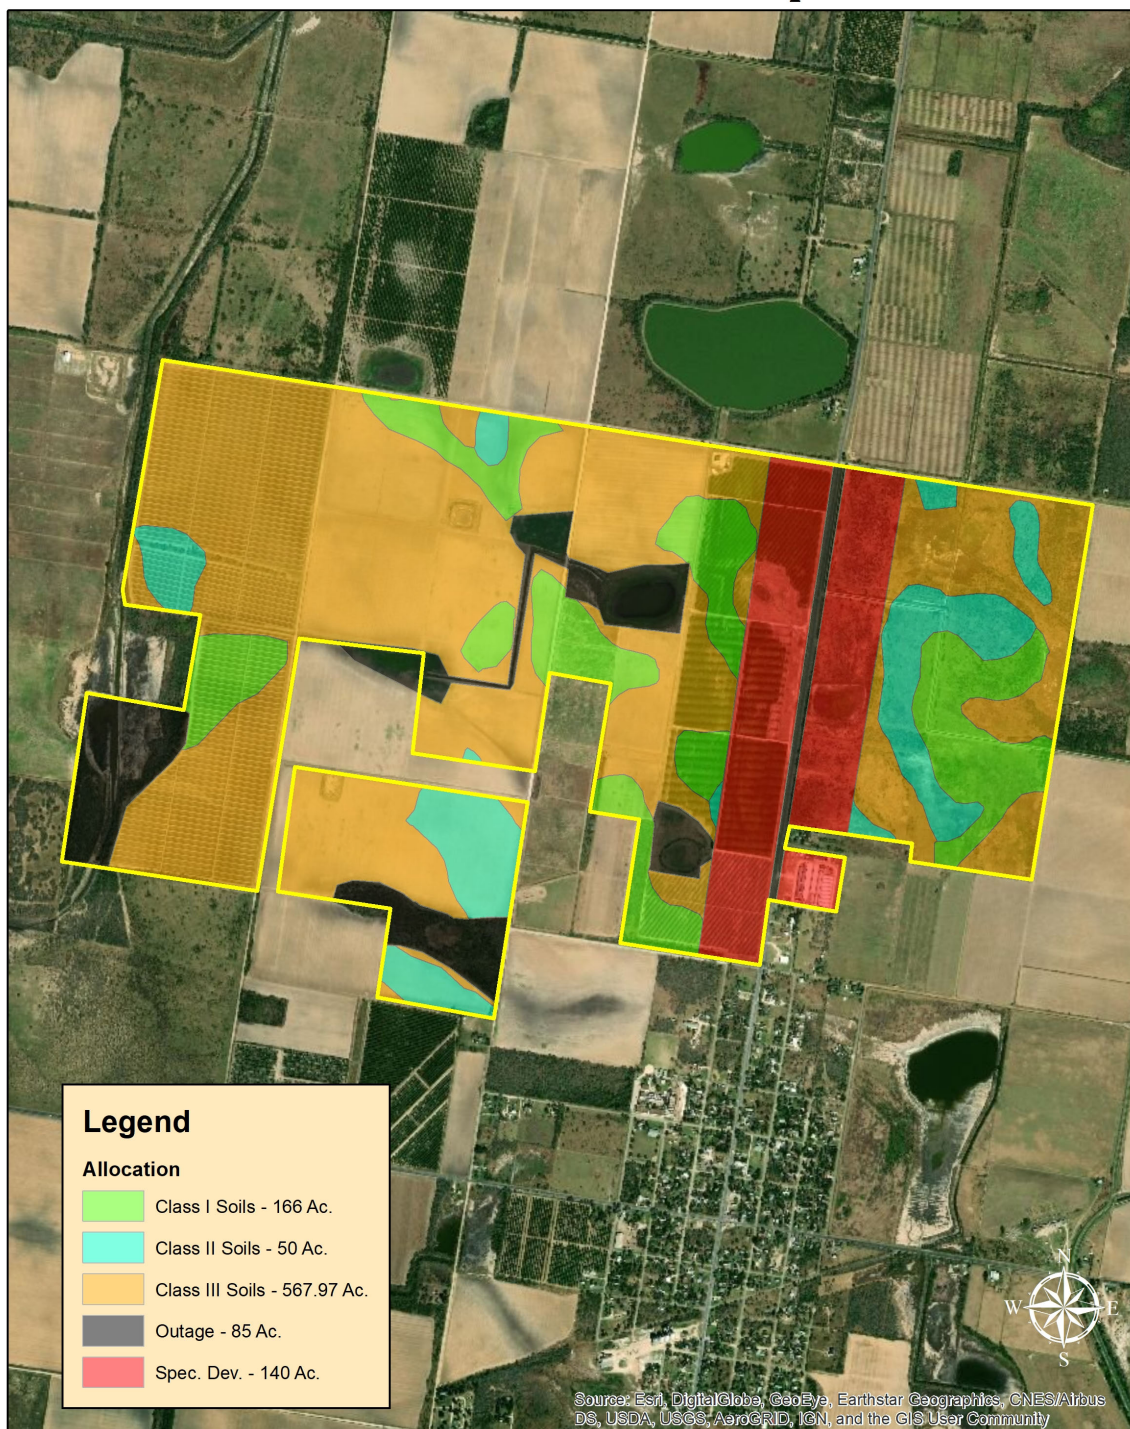 Legend
Allocation
Class I Soils - 166 Ac.
Class II Soils - 50 Ac.
Class III Soils - 567.97 Ac.
Outage - 85 Ac.
Spec. Dev. - 140 Ac.
N
W E
S
Source: Esri, DigitalGlobe, GeoEye, Earthstar Geographics, CNES/Airbus
DS, USDA, USGS, AeroGRID, IGN, and the GIS User Community